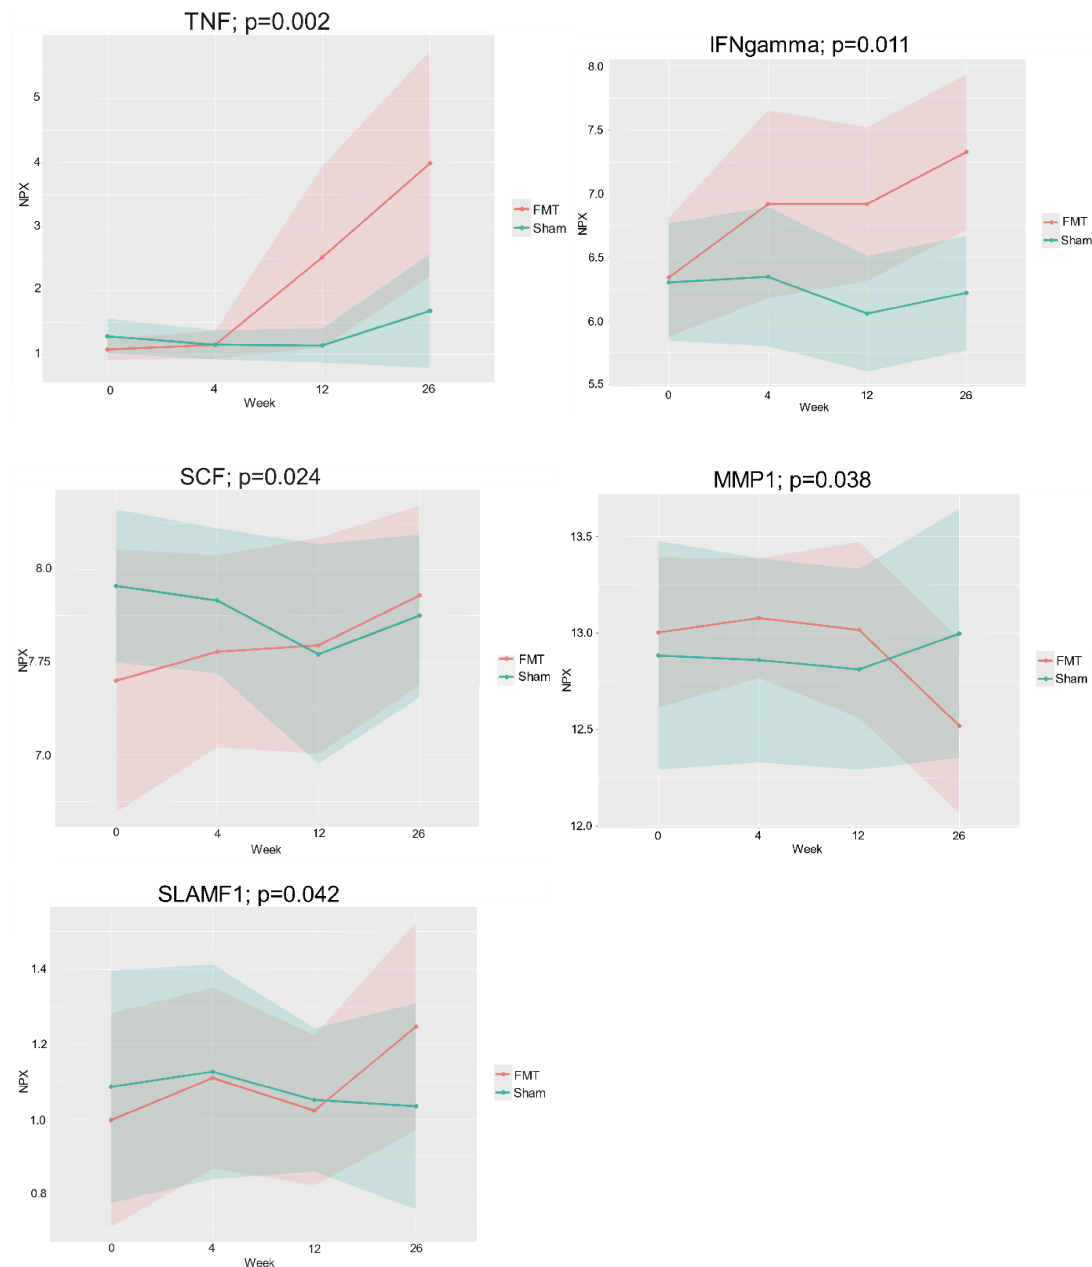 TNF; p=0.002
5
4
3
2
1
NPX
0
4
12
26
Week
FMT
Sham
IFNgamma; p=0.011
8.0
7.5
7.0
6.5
6.0
5.5
NPX
0
4
12
26
Week
FMT
Sham
SCF; p=0.024
8.0
7.75
7.0
NPX
0
4
12
26
Week
FMT
Sham
MMP1; p=0.038
13.5
13.0
12.5
12.0
NPX
0
4
12
26
Week
FMT
Sham
SLAMF1; p=0.042
1.4
1.2
1.0
0.8
NPX
0
4
12
26
Week
FMT
Sham